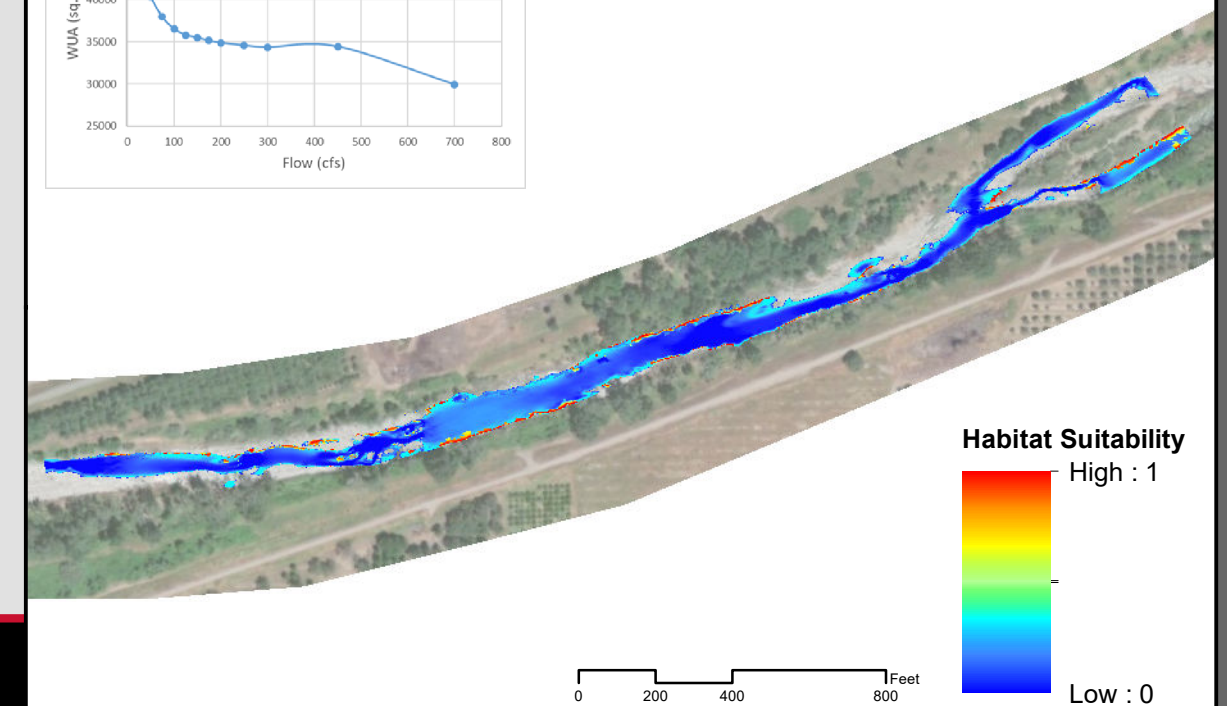 40000
WUA (sq-
35000
30000
25000
0 100 200 300 400 500 600 700 800
Flow (cfs)
Habitat Suitability
High : 1
Low : 0
Feet
0 200 400 800